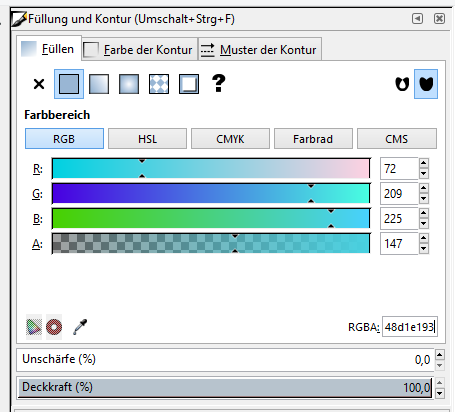 Füllung und Kontur (Umschalt+Strg+F)
Füllen Farbe der Kontur Muster der Kontur
?
Farbbereich
RGB HSL CMYK Farbrad CMS
R: 72
G: 209
B: 225
A: 147
RGBA: 48d1e193
Unschärfe (%) 0,0
Deckkraft (%) 100,0